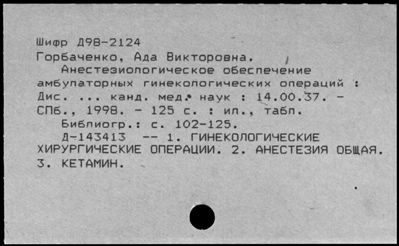 Шифр Д98-2124
Горбаченко, Ада Викторовна.
Анестезиологическое обеспечение
амбулаторных гинекологических операций :
Дис. ... канд. мед. наук : 14.00.37. -
СПб., 1998. - 125 с. : ил., табл.
Библиогр.: с. 102-125.
Д-143413 -- 1. ГИНЕКОЛОГИЧЕСКИЕ
ХИРУРГИЧЕСКИЕ ОПЕРАЦИИ. 2. АНЕСТЕЗИЯ ОБЩАЯ.
3. КЕТАМИН.